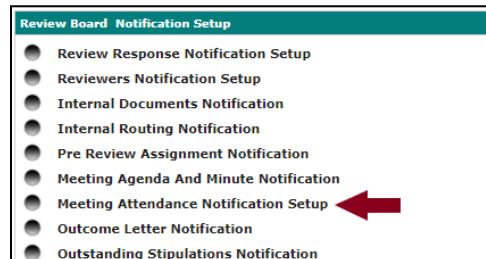 Review Board Notification Setup
Review Response Notification Setup
Reviewers Notification Setup
Internal Documents Notification
Internal Routing Notification
Pre Review Assignment Notification
Meeting Agenda And Minute Notification
Meeting Attendance Notification Setup
Outcome Letter Notification
Outstanding Stipulations Notification